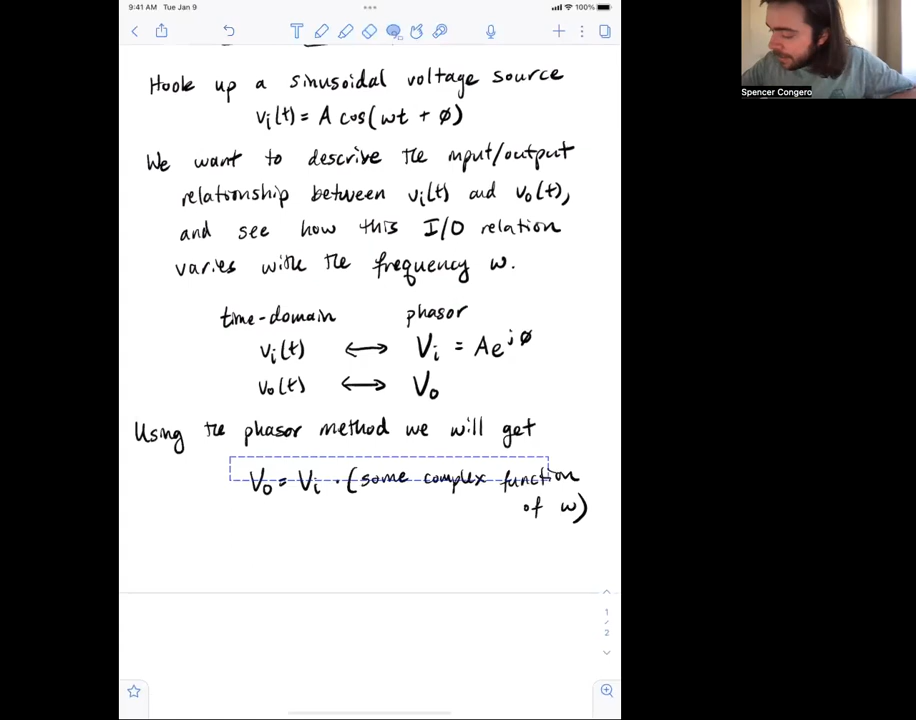 9:41 AM Tue Jan 9
100%
Hook up a sinusoidal voltage source
vi(t) = A cos(ωt + ø)
We want to describe the input/output
relationship between vi(t) and vo(t),
and see how this I/O relation
varies with the frequency ω.
time-domain phasor
vi(t) ⟷ Vi = Ae^jø
vo(t) ⟷ Vo
Using the phasor method we will get
Vo = Vi · (some complex function
of ω)
1
/
2
Spencer Congero